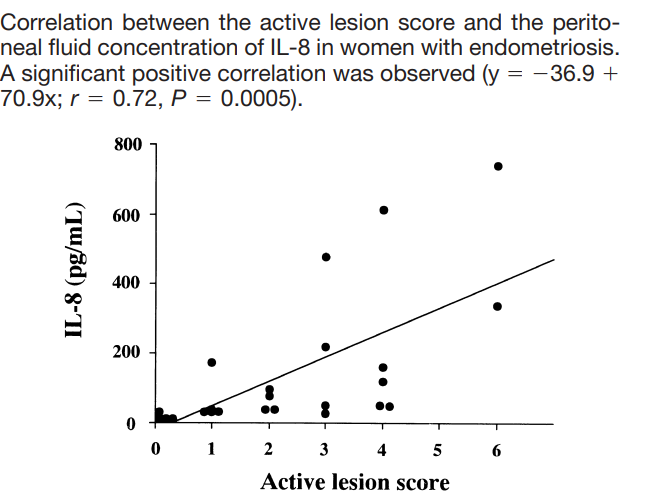 Correlation between the active lesion score and the perito-
neal fluid concentration of IL-8 in women with endometriosis.
A significant positive correlation was observed (y = −36.9 +
70.9x; r = 0.72, P = 0.0005).
800
600
400
200
0
IL-8 (pg/mL)
0 1 2 3 4 5 6
Active lesion score